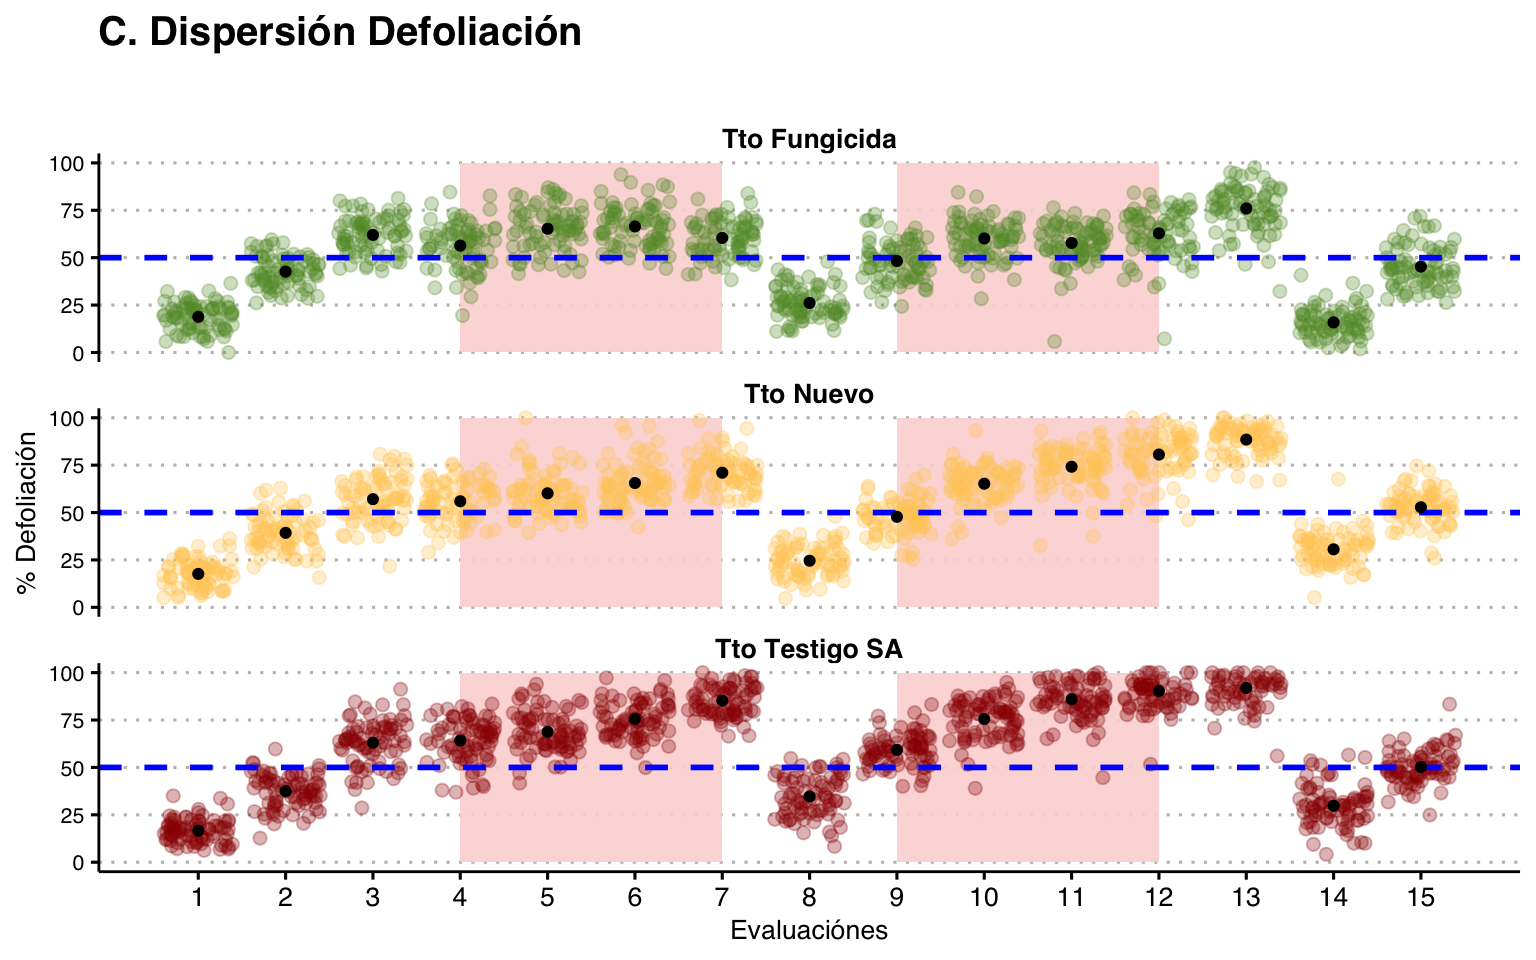 C. Dispersión Defoliación
Tto Fungicida
100
75
50
25
0
Tto Nuevo
100
75
50
25
0
% Defoliación
Tto Testigo SA
100
75
50
25
0
1 2 3 4 5 6 7 8 9 10 11 12 13 14 15
Evaluaciónes